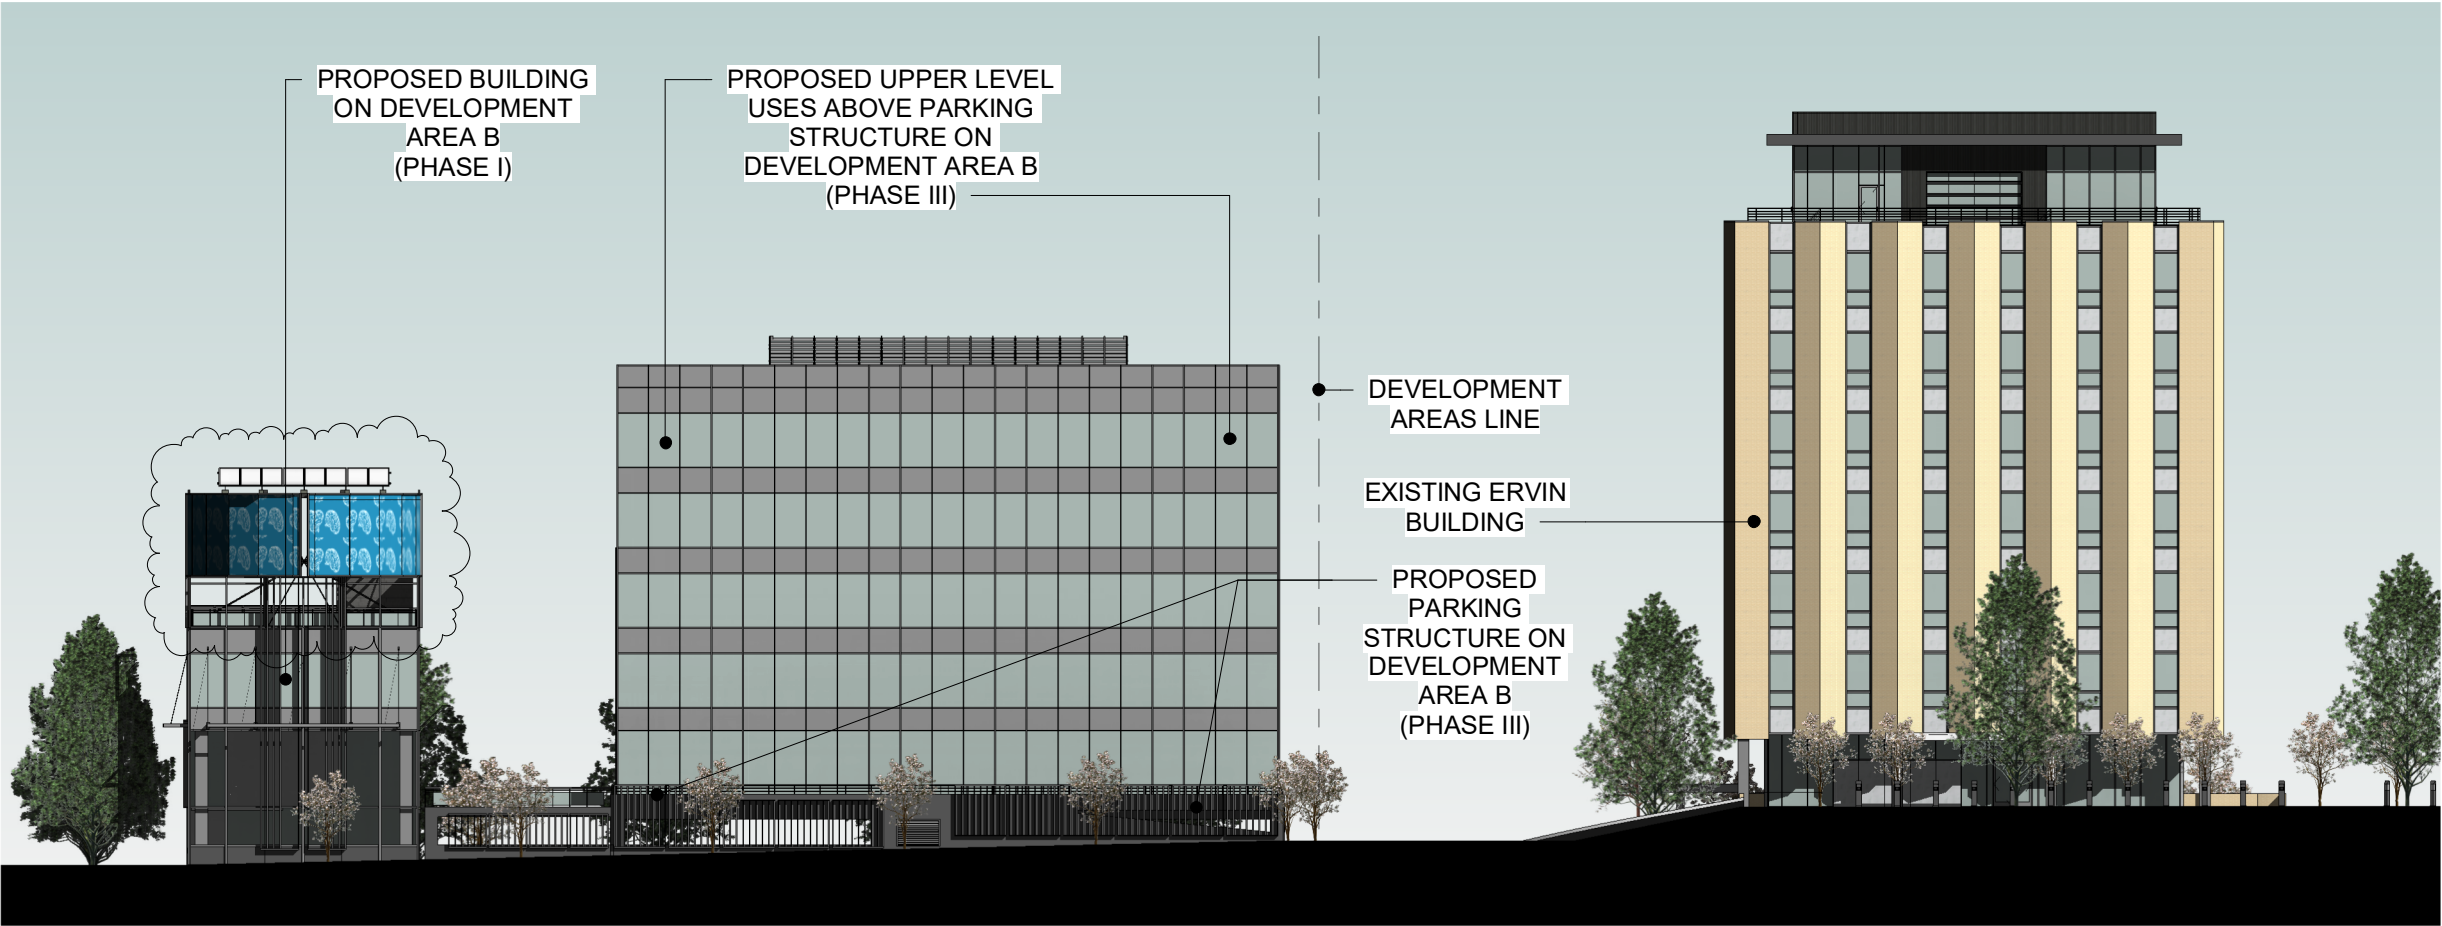 PROPOSED BUILDING
ON DEVELOPMENT
AREA B
(PHASE I)
PROPOSED UPPER LEVEL
USES ABOVE PARKING
STRUCTURE ON
DEVELOPMENT AREA B
(PHASE III)
DEVELOPMENT
AREAS LINE
EXISTING ERVIN
BUILDING
PROPOSED
PARKING
STRUCTURE ON
DEVELOPMENT
AREA B
(PHASE III)